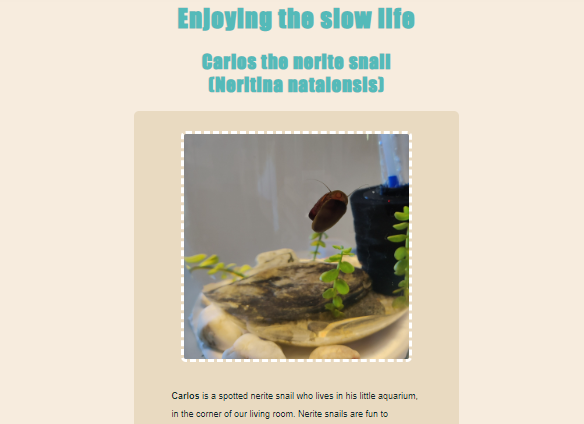 Enjoying the slow life
Carlos the nerite snail
(Neritina natalensis)
Carlos is a spotted nerite snail who lives in his little aquarium,
in the corner of our living room. Nerite snails are fun to